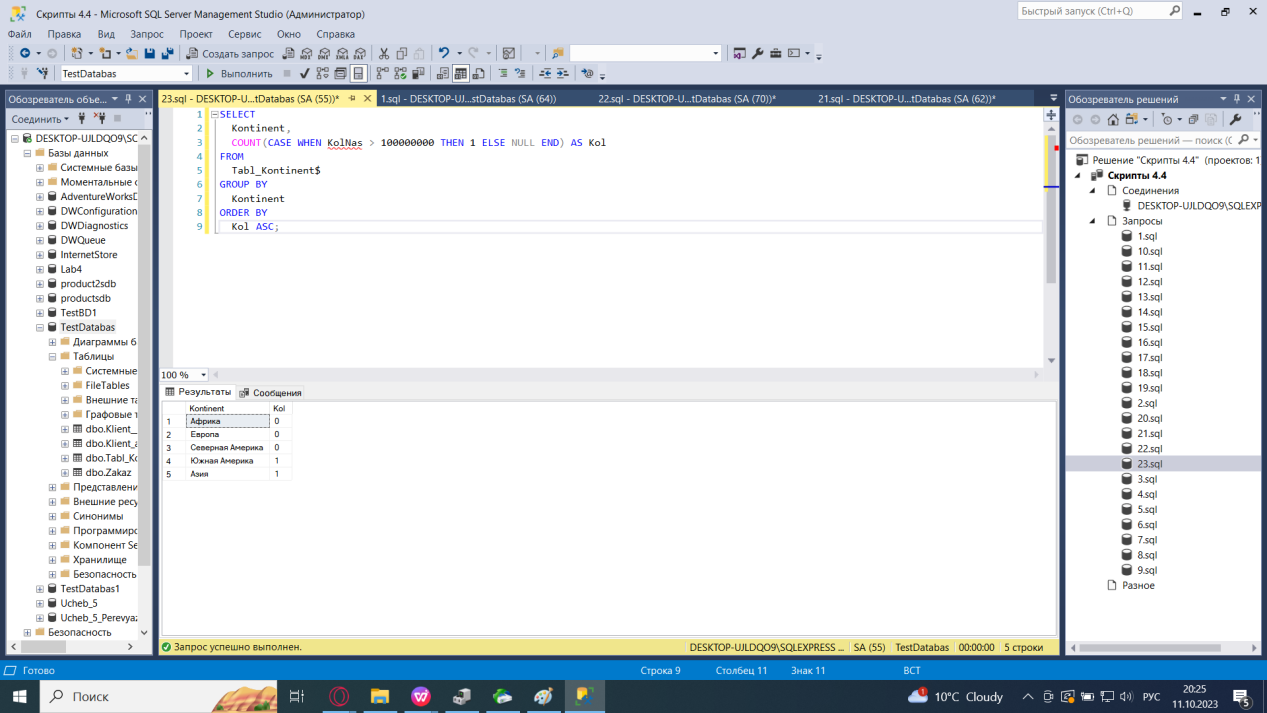 Скрипты 4.4 - Microsoft SQL Server Management Studio (Администратор)
Быстрый запуск (Ctrl+Q)
Файл Правка Вид Запрос Проект Сервис Окно Справка
Создать запрос
TestDatabas
Выполнить
Обозреватель объе...
Соединить
DESKTOP-UJLDQO9\SC
Базы данных
Системные базы
Моментальные с
AdventureWorksD
DWConfiguration
DWDiagnostics
DWQueue
InternetStore
Lab4
product2sdb
productsdb
TestBD1
TestDatabas
Диаграммы б
Таблицы
Системные
FileTables
Внешние та
Графовые т
dbo.Klient_
dbo.Klient_a
dbo.Tabl_Ko
dbo.Zakaz
Представлени
Внешние ресу
Синонимы
Программирс
Компонент Se
Хранилище
Безопасность
TestDatabas1
Ucheb_5
Ucheb_5_Perevyaz
Безопасность
23.sql - DESKTOP-U...tDatabas (SA (55))*
1.sql - DESKTOP-UJ...stDatabas (SA (64))
22.sql - DESKTOP-U...tDatabas (SA (70))*
21.sql - DESKTOP-U...tDatabas (SA (62))*
1 SELECT
2 Kontinent,
3 COUNT(CASE WHEN KolNas > 100000000 THEN 1 ELSE NULL END) AS Kol
4 FROM
5 Tabl_Kontinent$
6 GROUP BY
7 Kontinent
8 ORDER BY
9 Kol ASC;
100 %
Результаты Сообщения
Kontinent Kol
1 Африка 0
2 Европа 0
3 Северная Америка 0
4 Южная Америка 1
5 Азия 1
Запрос успешно выполнен.
DESKTOP-UJLDQO9\SQLEXPRESS ... SA (55) TestDatabas 00:00:00 5 строки
Обозреватель решений
Обозреватель решений — поиск (C
Решение "Скрипты 4.4" (проектов: 1
Скрипты 4.4
Соединения
DESKTOP-UJLDQO9\SQLEXP
Запросы
1.sql
10.sql
11.sql
12.sql
13.sql
14.sql
15.sql
16.sql
17.sql
18.sql
19.sql
2.sql
20.sql
21.sql
22.sql
23.sql
3.sql
4.sql
5.sql
6.sql
7.sql
8.sql
9.sql
Разное
Готово
Строка 9 Столбец 11 Знак 11 ВСТ
Поиск
1
10°C Cloudy
РУС
20:25
11.10.2023
5